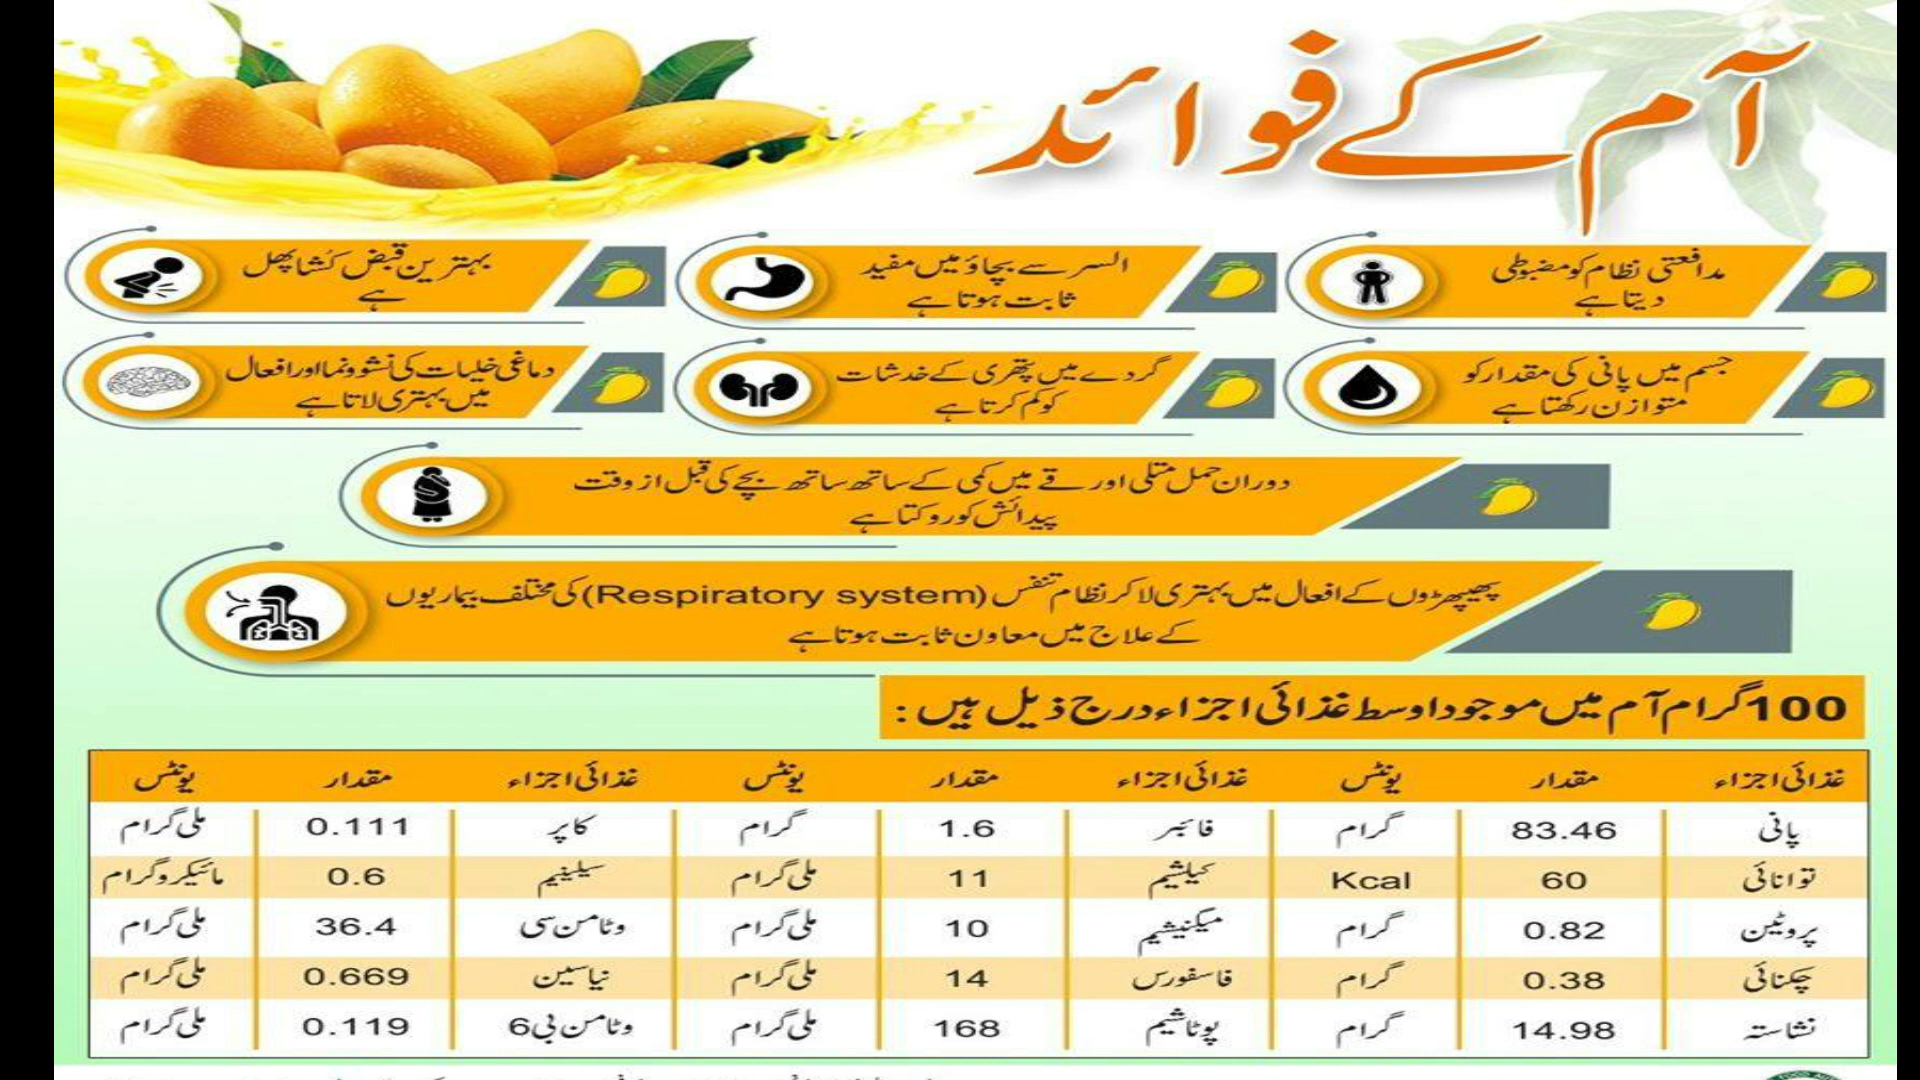 آم کے فوائد
مدافعتی نظام کو مضبوطی
دیتا ہے
السر سے بچاؤ میں مفید
ثابت ہوتا ہے
بہترین قبض کشا پھل
ہے
جسم میں پانی کی مقدار کو
متوازن رکھتا ہے
گردے میں پتھری کے خدشات
کو کم کرتا ہے
دماغی خلیات کی نشوونما اور افعال
میں بہتری لاتا ہے
دوران حمل متلی اور قے میں کمی کے ساتھ ساتھ بچے کی قبل از وقت
پیدائش کو روکتا ہے
پھیپھڑوں کے افعال میں بہتری لا کر نظام تنفس (Respiratory system) کی مختلف بیماریوں
کے علاج میں معاون ثابت ہوتا ہے
100 گرام آم میں موجود اوسط غذائی اجزاء درج ذیل ہیں :
غذائی اجزاء مقدار یونٹس غذائی اجزاء مقدار یونٹس غذائی اجزاء مقدار یونٹس
پانی 83.46 گرام فائبر 1.6 گرام کاپر 0.111 ملی گرام
توانائی 60 Kcal کیلشیم 11 ملی گرام سیلینیم 0.6 مائیکروگرام
پروٹین 0.82 گرام میگنیشیم 10 ملی گرام وٹامن سی 36.4 ملی گرام
چکنائی 0.38 گرام فاسفورس 14 ملی گرام نیاسین 0.669 ملی گرام
نشاستہ 14.98 گرام پوٹاشیم 168 ملی گرام وٹامن بی 6 0.119 ملی گرام